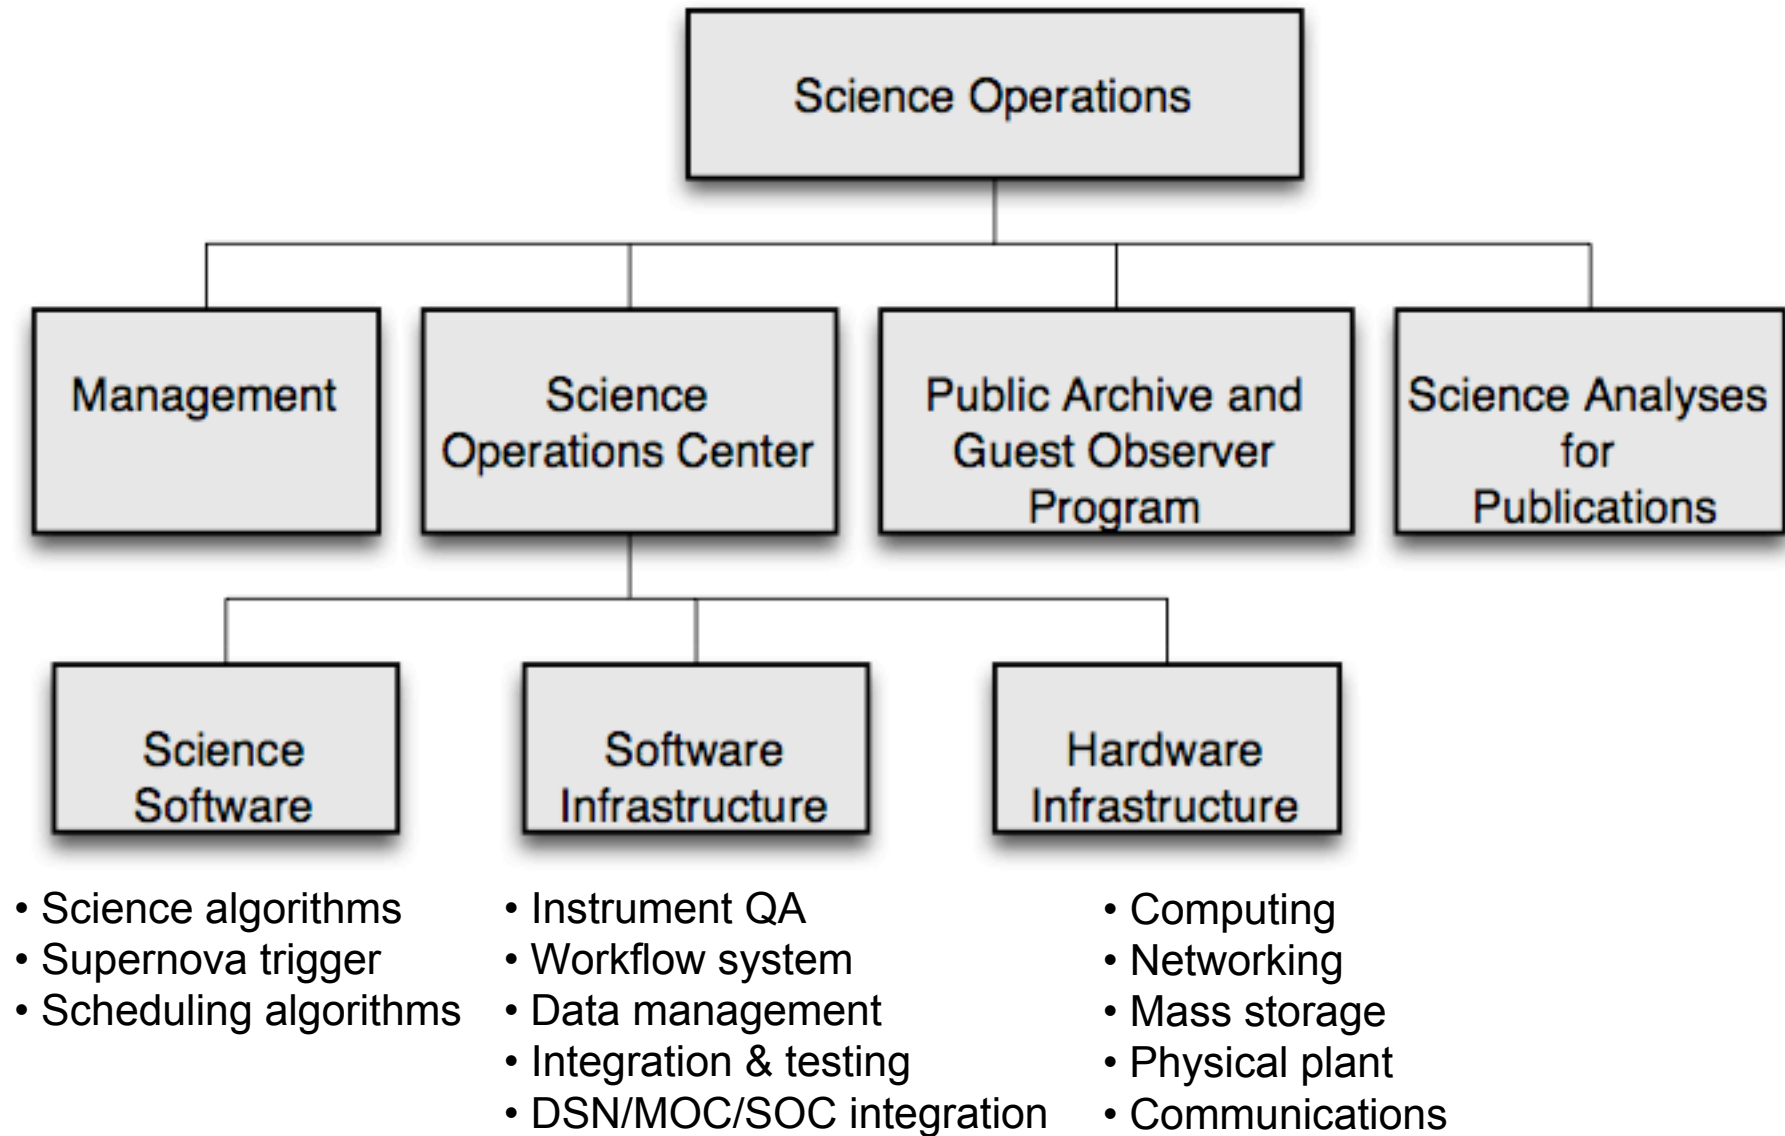 Science Operations
Management
Science
Operations Center
Public Archive and
Guest Observer
Program
Science Analyses
for
Publications
Science
Software
Software
Infrastructure
Hardware
Infrastructure
• Science algorithms
• Supernova trigger
• Scheduling algorithms
• Instrument QA
• Workflow system
• Data management
• Integration & testing
• DSN/MOC/SOC integration
• Computing
• Networking
• Mass storage
• Physical plant
• Communications